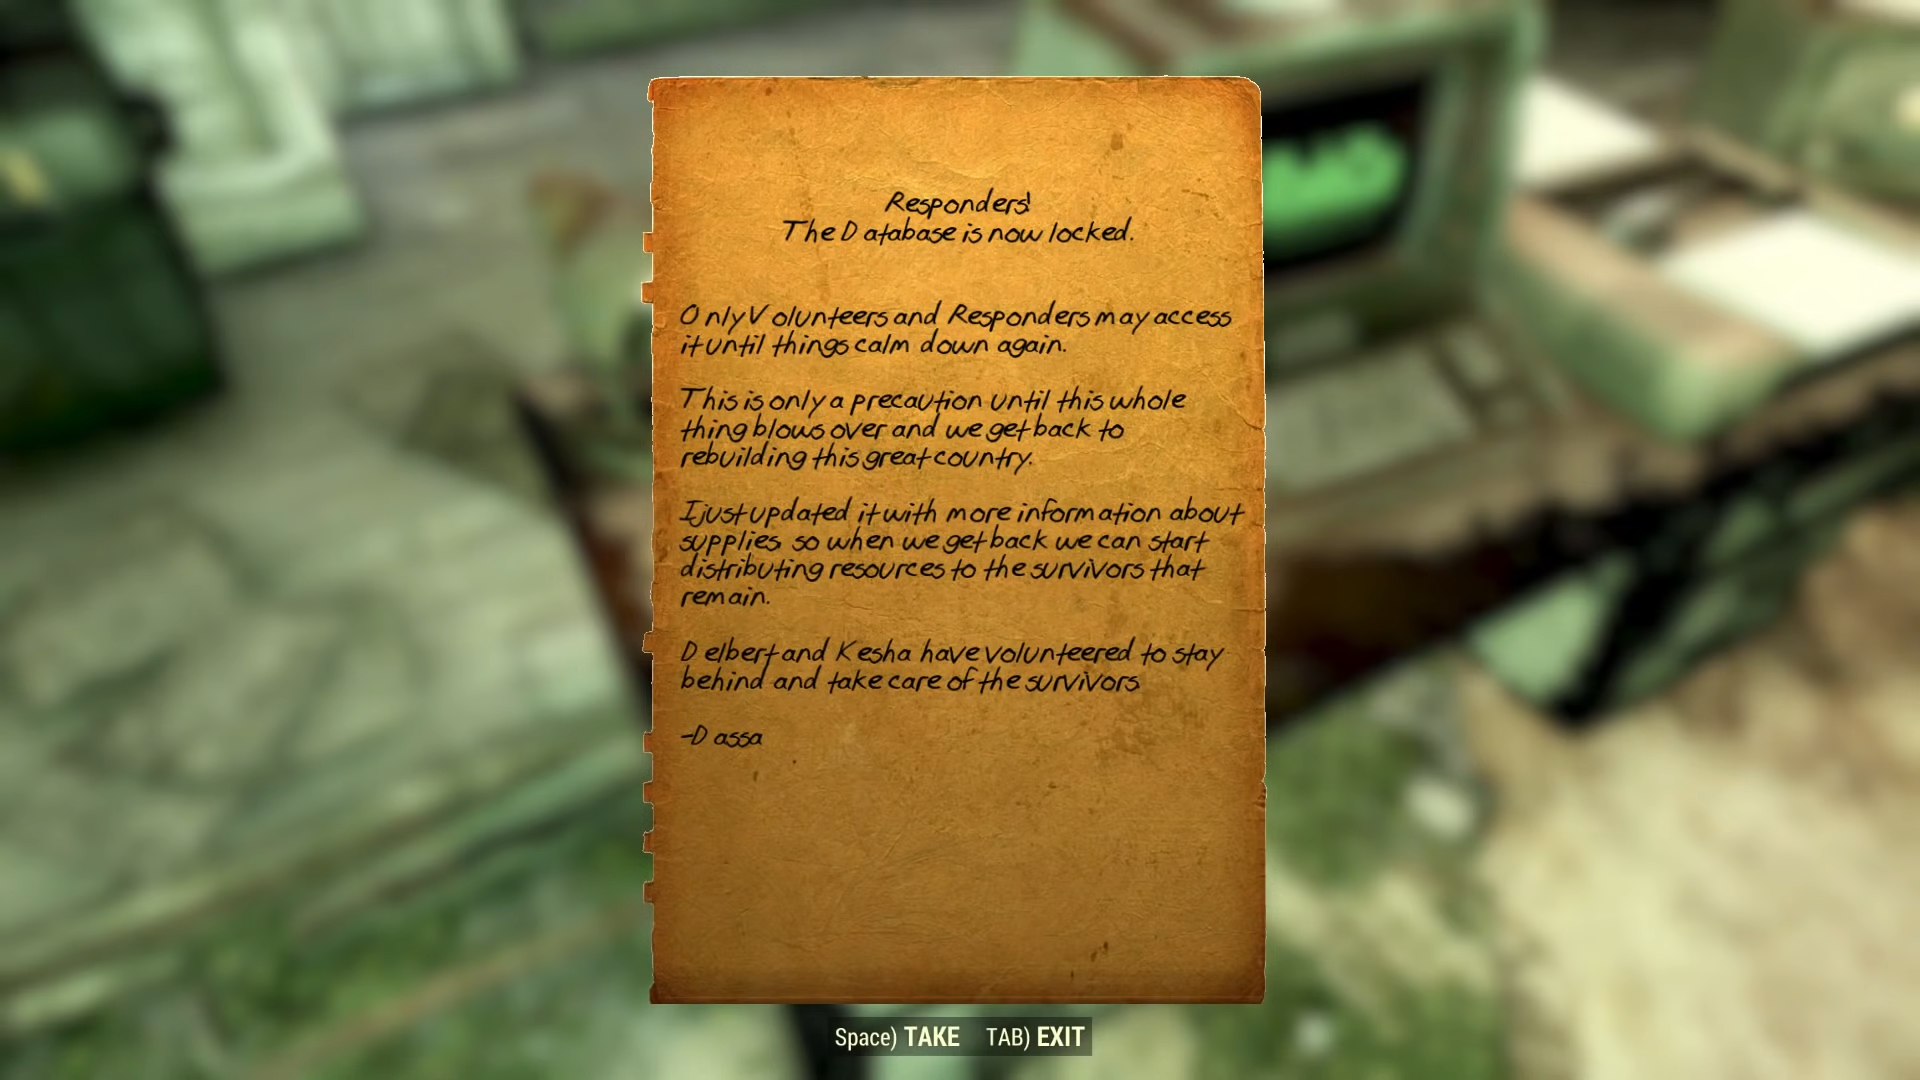 Responders!
The Database is now locked.
Only Volunteers and Responders may access
it until things calm down again.
This is only a precaution until this whole
thing blows over and we get back to
rebuilding this great country.
I just updated it with more information about
supplies, so when we get back we can start
distributing resources to the survivors that
remain.
Delbert and Kesha have volunteered to stay
behind and take care of the survivors.
-Dassa
Space) TAKE TAB) EXIT